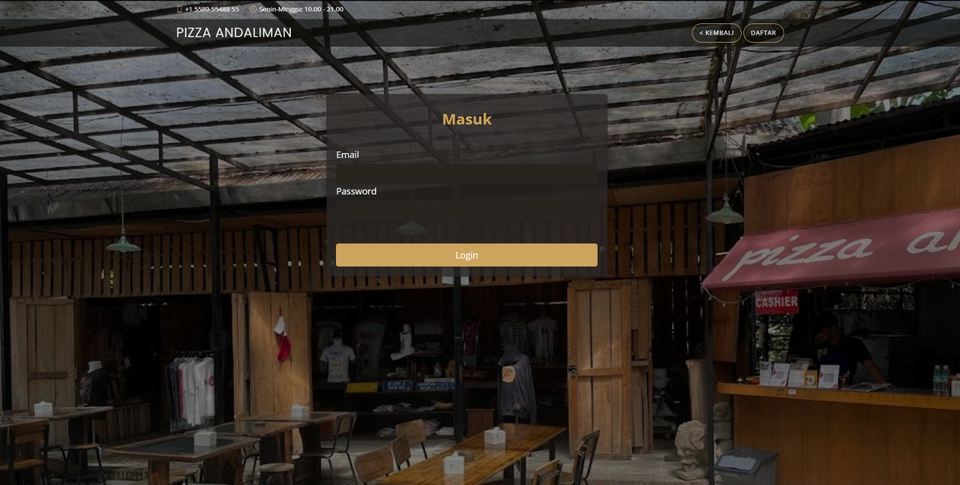 +1 5589 55488 55 Senin-Minggu: 10.00 - 21.00
PIZZA ANDALIMAN < KEMBALI DAFTAR
Masuk
Email
Password
Login
pizza
CASHIER